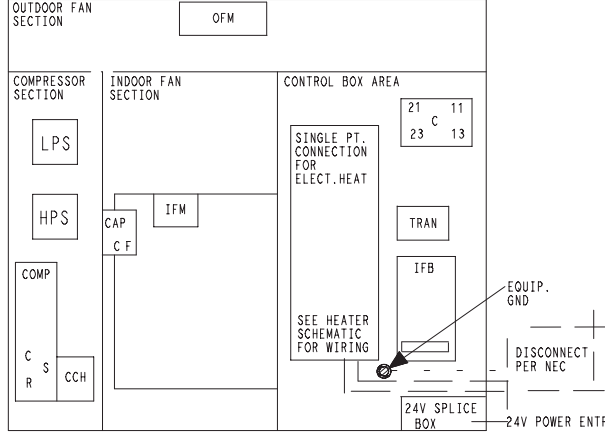 OUTDOOR FAN
SECTION
OFM
COMPRESSOR
SECTION
INDOOR FAN
SECTION
CONTROL BOX AREA
LPS
HPS
COMP
C
S
R
CCH
CAP
C F
IFM
SINGLE PT.
CONNECTION
FOR
ELECT.HEAT
SEE HEATER
SCHEMATIC
FOR WIRING
21 11
C
23 13
TRAN
IFB
EQUIP.
GND
DISCONNECT
PER NEC
24V SPLICE
BOX
24V POWER ENTR